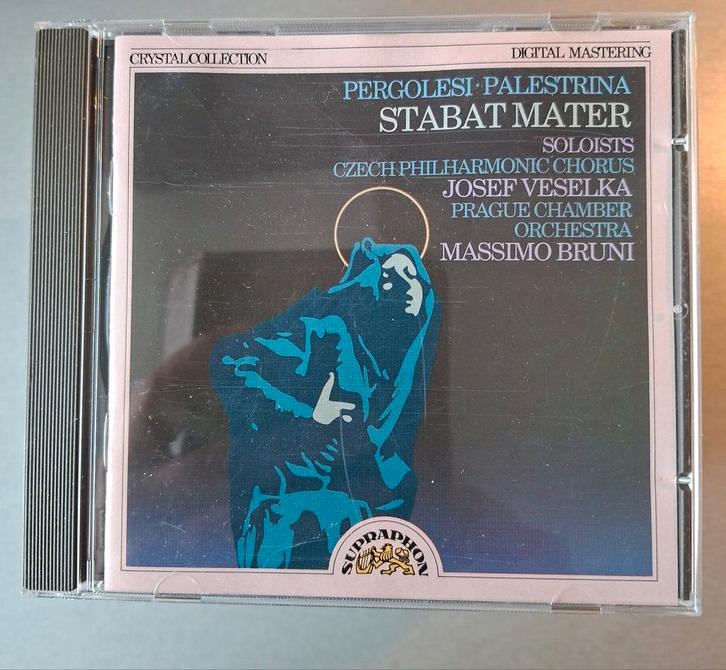 CRYSTALCOLLECTION
DIGITAL MASTERING
PERGOLESI · PALESTRINA
STABAT MATER
SOLOISTS
CZECH PHILHARMONIC CHORUS
JOSEF VESELKA
PRAGUE CHAMBER
ORCHESTRA
MASSIMO BRUNI
SUPRAPHON